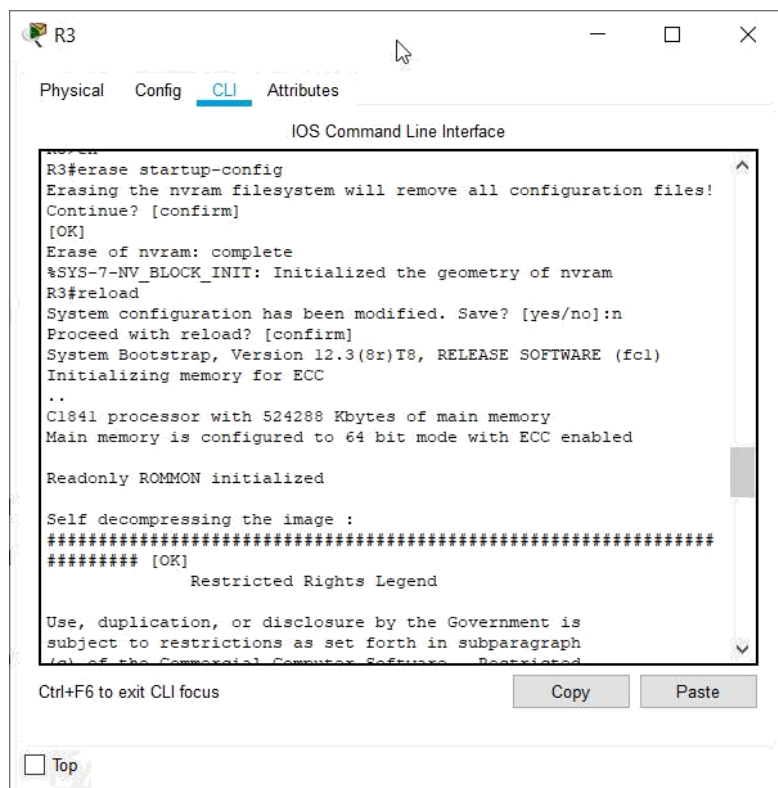 R3
Physical Config CLI Attributes
IOS Command Line Interface
R3#erase startup-config
Erasing the nvram filesystem will remove all configuration files!
Continue? [confirm]
[OK]
Erase of nvram: complete
%SYS-7-NV_BLOCK_INIT: Initialized the geometry of nvram
R3#reload
System configuration has been modified. Save? [yes/no]:n
Proceed with reload? [confirm]
System Bootstrap, Version 12.3(8r)T8, RELEASE SOFTWARE (fc1)
Initializing memory for ECC
..
C1841 processor with 524288 Kbytes of main memory
Main memory is configured to 64 bit mode with ECC enabled
Readonly ROMMON initialized
Self decompressing the image :
#################################################################
######### [OK]
Restricted Rights Legend
Use, duplication, or disclosure by the Government is
subject to restrictions as set forth in subparagraph
(c) of the Commercial Computer Software - Restricted
Ctrl+F6 to exit CLI focus
Copy Paste
Top